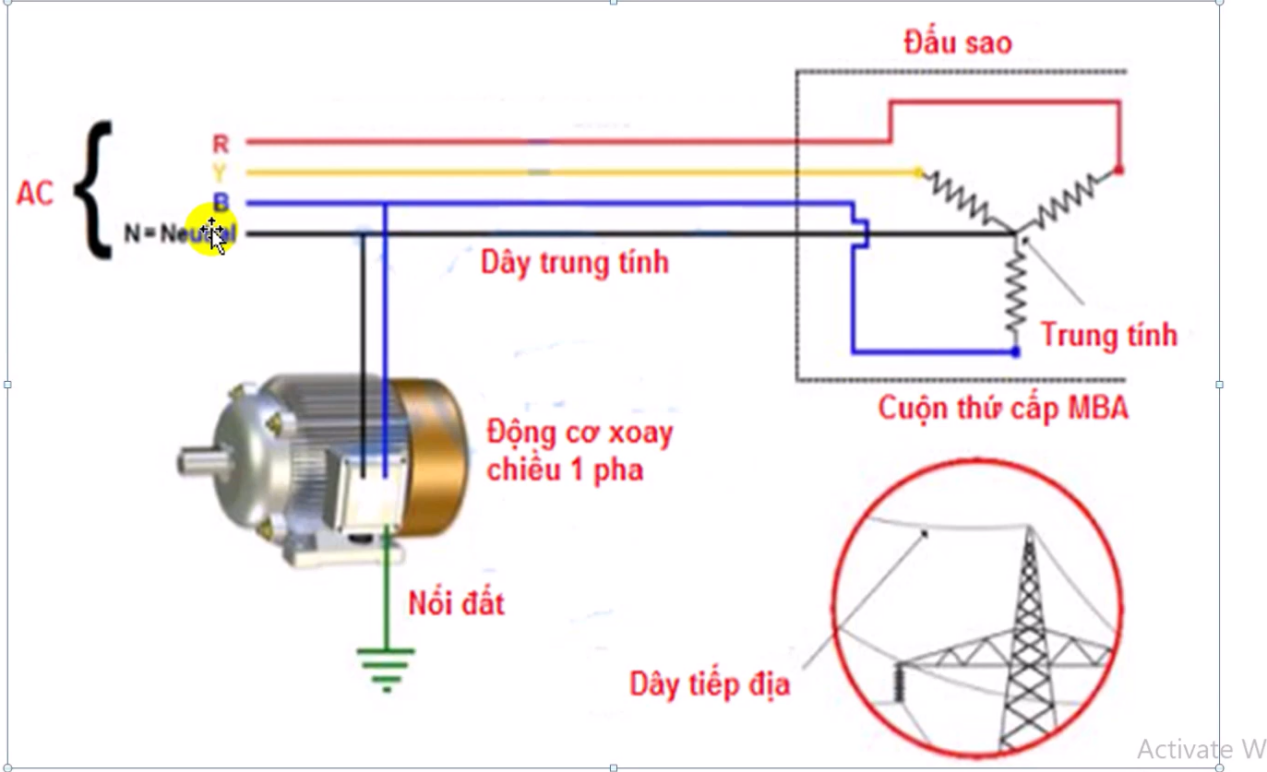 Đấu sao
R
Y
AC
B
N = Neutrel
Dây trung tính
Trung tính
Cuộn thứ cấp MBA
Động cơ xoay
chiều 1 pha
Nối đất
Dây tiếp địa
Activate W